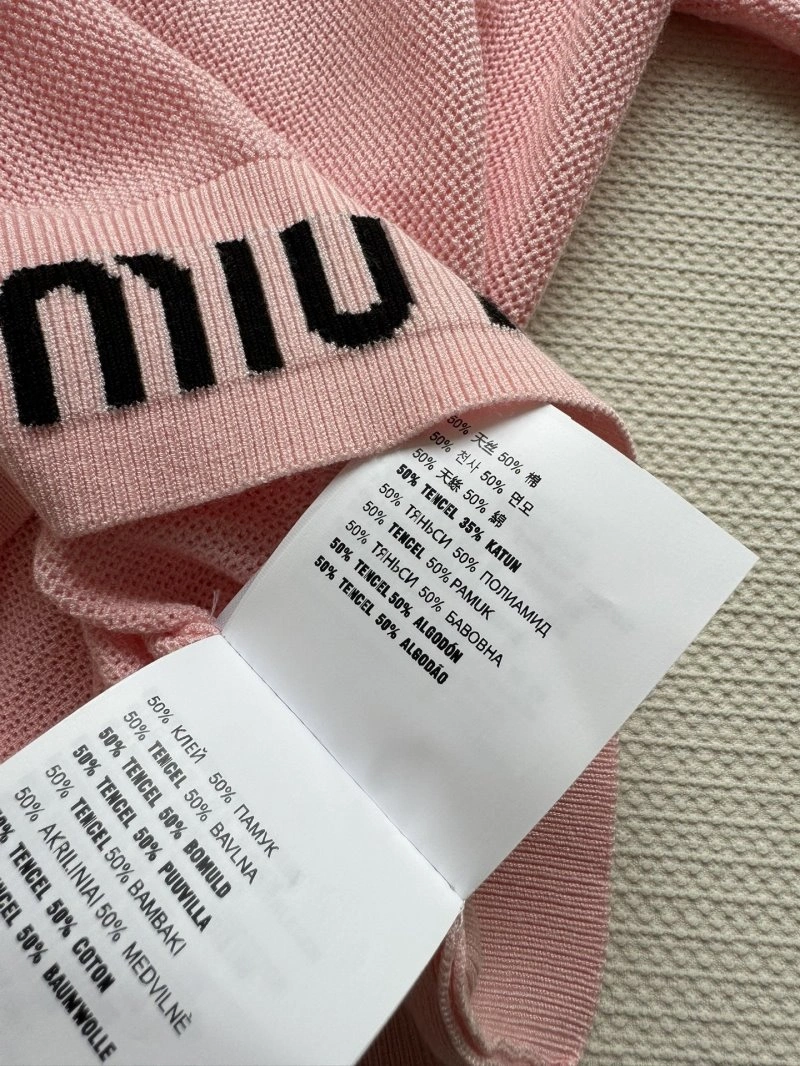 MIU
50% 天丝 50% 棉
50% 천사 50% 면모
50% 天絲 50% 綿
50% TENCEL 35% KATUN
50% ТЯНЬСИ 50% ПОЛИАМИД
50% TENCEL 50% PAMUK
50% ТЯНЬСИ 50% БАВОВНА
50% TENCEL 50% ALGODÓN
50% TENCEL 50% ALGODÃO
50% КЛЕЙ 50% ПАМУК
50% TENCEL 50% BAVLNA
50% TENCEL 50% BOMULD
50% TENCEL 50% PUUVILLA
50% TENCEL 50% BAMBAKI
50% AKRILINIAI 50% MEDVILNĖ
TENCEL 50% COTON
50% BAUMWOLLE